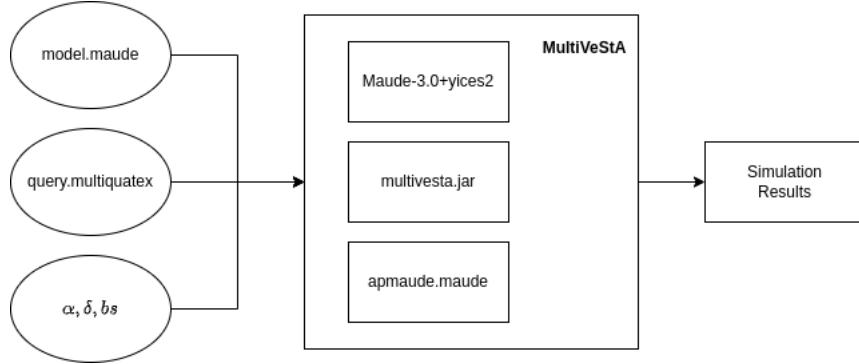 model.maude
query.multiquatex
α, δ, bs
MultiVeStA
Maude-3.0+yices2
multivesta.jar
apmaude.maude
Simulation
Results